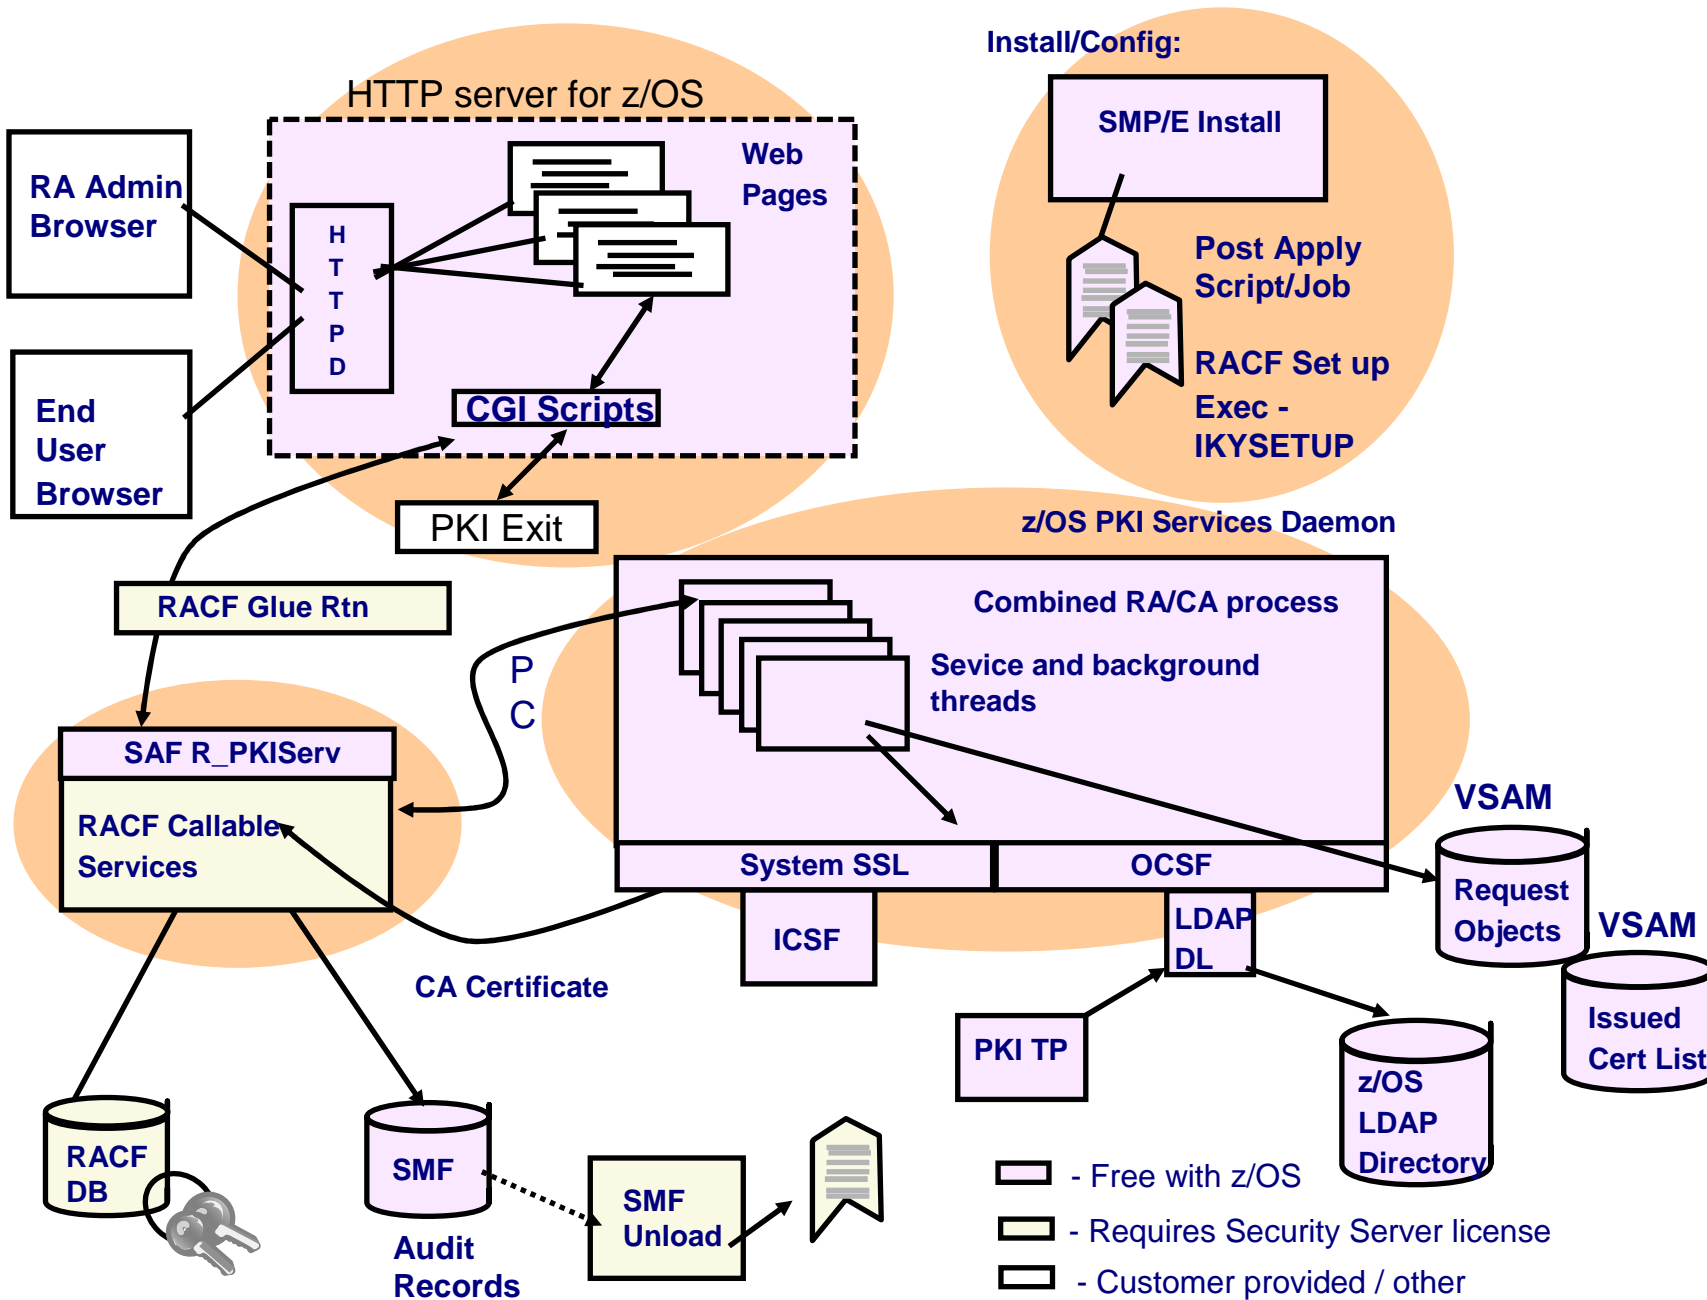 Install/Config:
HTTP server for z/OS
SMP/E Install
Web
Pages
RA Admin
Browser
H
T
T
P
D
Post Apply
Script/Job
RACF Set up
Exec -
IKYSETUP
End
User
Browser
CGI Scripts
PKI Exit
z/OS PKI Services Daemon
RACF Glue Rtn
Combined RA/CA process
P
C
Sevice and background
threads
SAF R_PKIServ
RACF Callable
Services
VSAM
System SSL
OCSF
Request
Objects
VSAM
ICSF
LDAP
DL
CA Certificate
PKI TP
Issued
Cert List
z/OS
LDAP
Directory
RACF
DB
SMF
SMF
Unload
Audit
Records
- Free with z/OS
- Requires Security Server license
- Customer provided / other